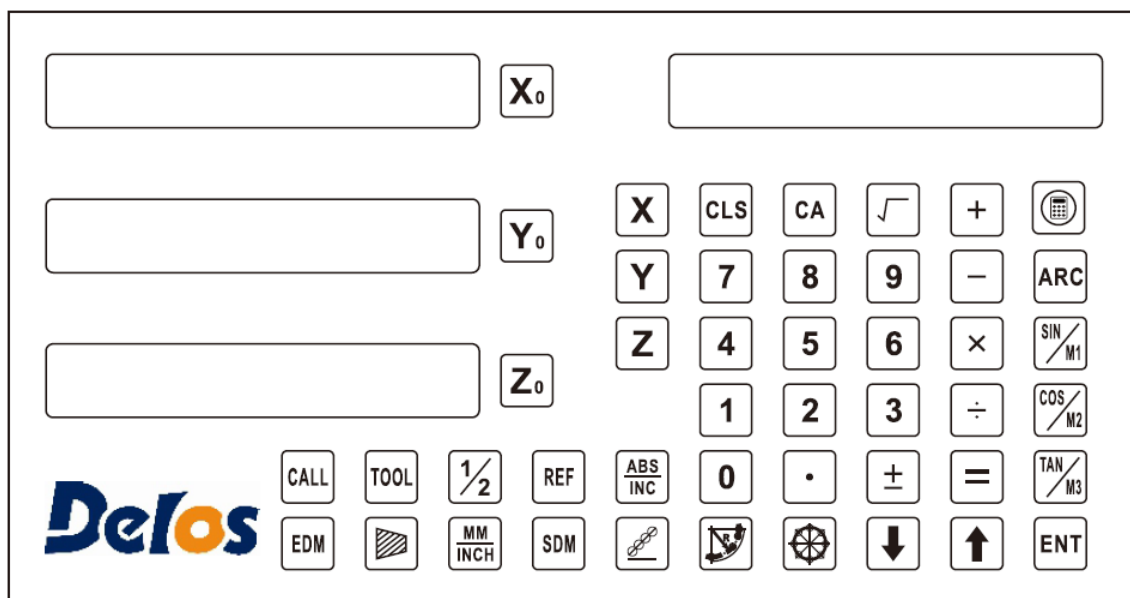 X0
X CLS CA √ +
Y0
Y 7 8 9 − ARC
Z 4 5 6 × SIN/M1
Z0
1 2 3 ÷ COS/M2
CALL TOOL 1/2 REF ABS/INC 0 . ± = TAN/M3
Delos
EDM MM/INCH SDM R ⬇ ⬆ ENT